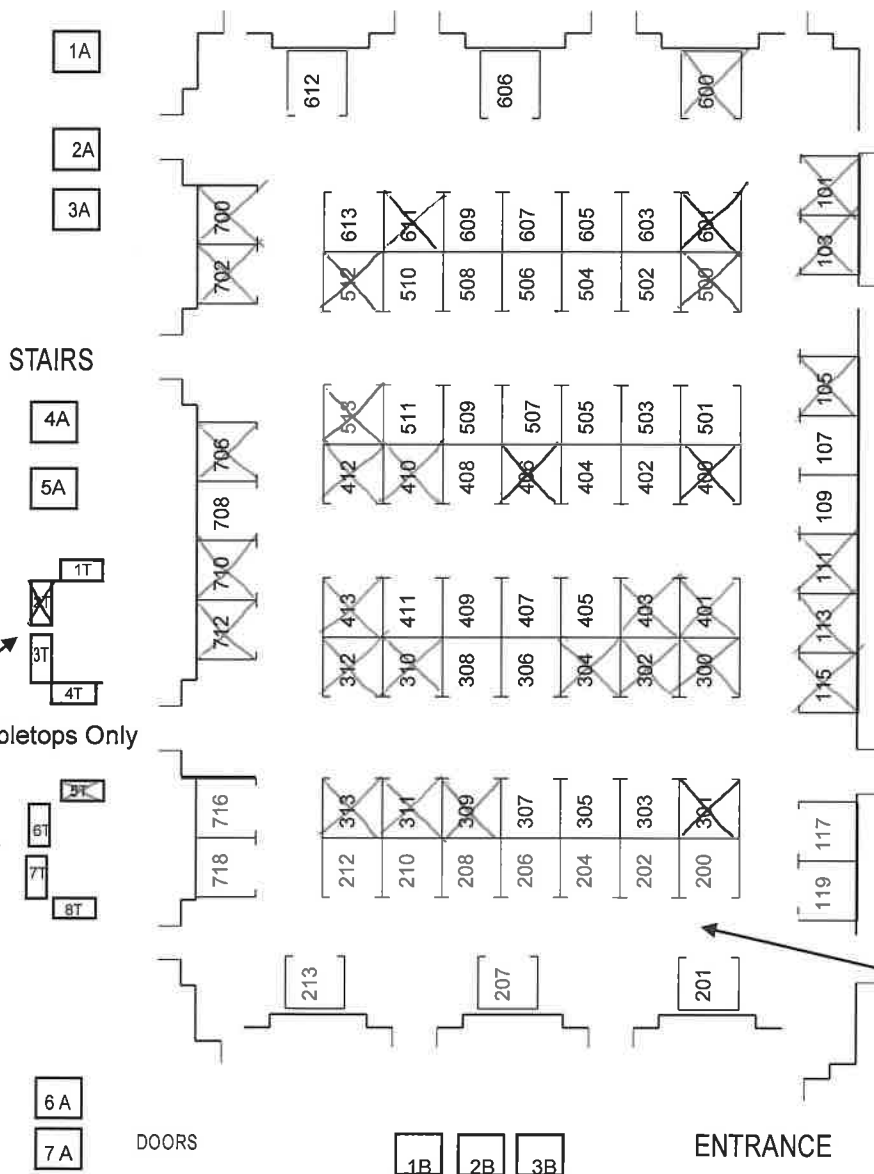 1A
612 606 600
2A
3A
700
702
613 611 609 607 605 603 601
512 510 508 506 504 502 500
101
103
STAIRS
4A
5A
706
708
710
712
513 511 509 507 505 503 501
412 410 408 406 404 402 400
105
107
109
111
113
115
1T
2T
3T
4T
413 411 409 407 405 403 401
312 310 308 306 304 302 300
bletops Only
5T
6T
7T
8T
716
718
313 311 309 307 305 303 301
212 210 208 206 204 202 200
117
119
213 207 201
6 A
7 A
DOORS
1B 2B 3B
ENTRANCE